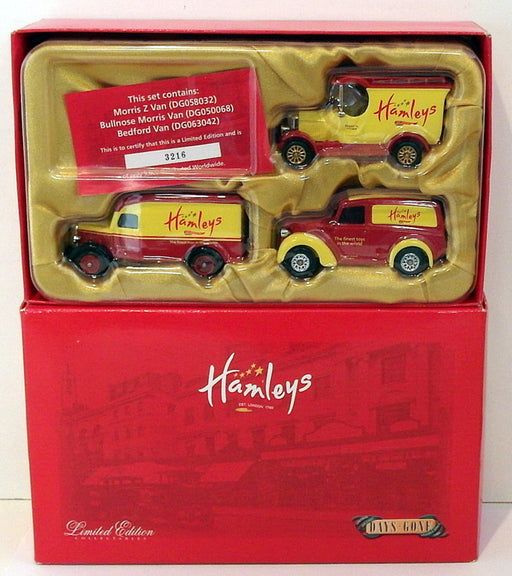 This set contains:
Morris Z Van (DG058032)
Bullnose Morris Van (DG050068)
Bedford Van (DG063042)
This is to certify that this is a Limited Edition and is
3216
Worldwide.
Hamleys
Hamleys
Hamleys
The finest toys
in the world
Hamleys
EST. LONDON 1760
Limited Edition
COLLECTABLES
DAYS GONE